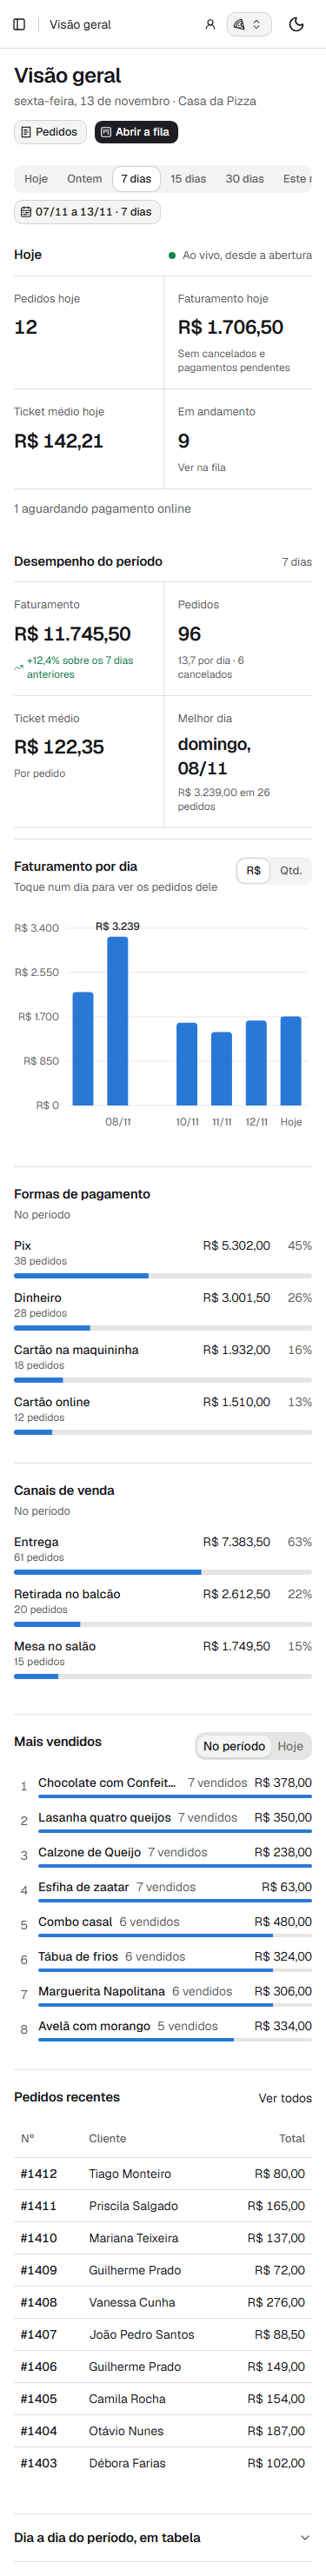 Visão geral
Visão geral
sexta-feira, 13 de novembro · Casa da Pizza
Pedidos
Abrir a fila
Hoje Ontem 7 dias 15 dias 30 dias Este
07/11 a 13/11 · 7 dias
Hoje
Ao vivo, desde a abertura
Pedidos hoje
12
Faturamento hoje
R$ 1.706,50
Sem cancelados e
pagamentos pendentes
Ticket médio hoje
R$ 142,21
Em andamento
9
Ver na fila
1 aguardando pagamento online
Desempenho do período
7 dias
Faturamento
R$ 11.745,50
+12,4% sobre os 7 dias
anteriores
Pedidos
96
13,7 por dia · 6
cancelados
Ticket médio
R$ 122,35
Por pedido
Melhor dia
domingo,
08/11
R$ 3.239,00 em 26
pedidos
Faturamento por dia
Toque num dia para ver os pedidos dele
R$ Qtd.
R$ 3.239
R$ 3.400
R$ 2.550
R$ 1.700
R$ 850
R$ 0
08/11 10/11 11/11 12/11 Hoje
Formas de pagamento
No período
Pix R$ 5.302,00 45%
38 pedidos
Dinheiro R$ 3.001,50 26%
28 pedidos
Cartão na maquininha R$ 1.932,00 16%
18 pedidos
Cartão online R$ 1.510,00 13%
12 pedidos
Canais de venda
No período
Entrega R$ 7.383,50 63%
61 pedidos
Retirada no balcão R$ 2.612,50 22%
20 pedidos
Mesa no salão R$ 1.749,50 15%
15 pedidos
Mais vendidos
No período Hoje
1 Chocolate com Confeit... 7 vendidos R$ 378,00
2 Lasanha quatro queijos 7 vendidos R$ 350,00
3 Calzone de Queijo 7 vendidos R$ 238,00
4 Esfiha de zaatar 7 vendidos R$ 63,00
5 Combo casal 6 vendidos R$ 480,00
6 Tábua de frios 6 vendidos R$ 324,00
7 Marguerita Napolitana 6 vendidos R$ 306,00
8 Avelã com morango 5 vendidos R$ 334,00
Pedidos recentes
Ver todos
Nº Cliente Total
#1412 Tiago Monteiro R$ 80,00
#1411 Priscila Salgado R$ 165,00
#1410 Mariana Teixeira R$ 137,00
#1409 Guilherme Prado R$ 72,00
#1408 Vanessa Cunha R$ 276,00
#1407 João Pedro Santos R$ 88,50
#1406 Guilherme Prado R$ 149,00
#1405 Camila Rocha R$ 154,00
#1404 Otávio Nunes R$ 187,00
#1403 Débora Farias R$ 102,00
Dia a dia do período, em tabela